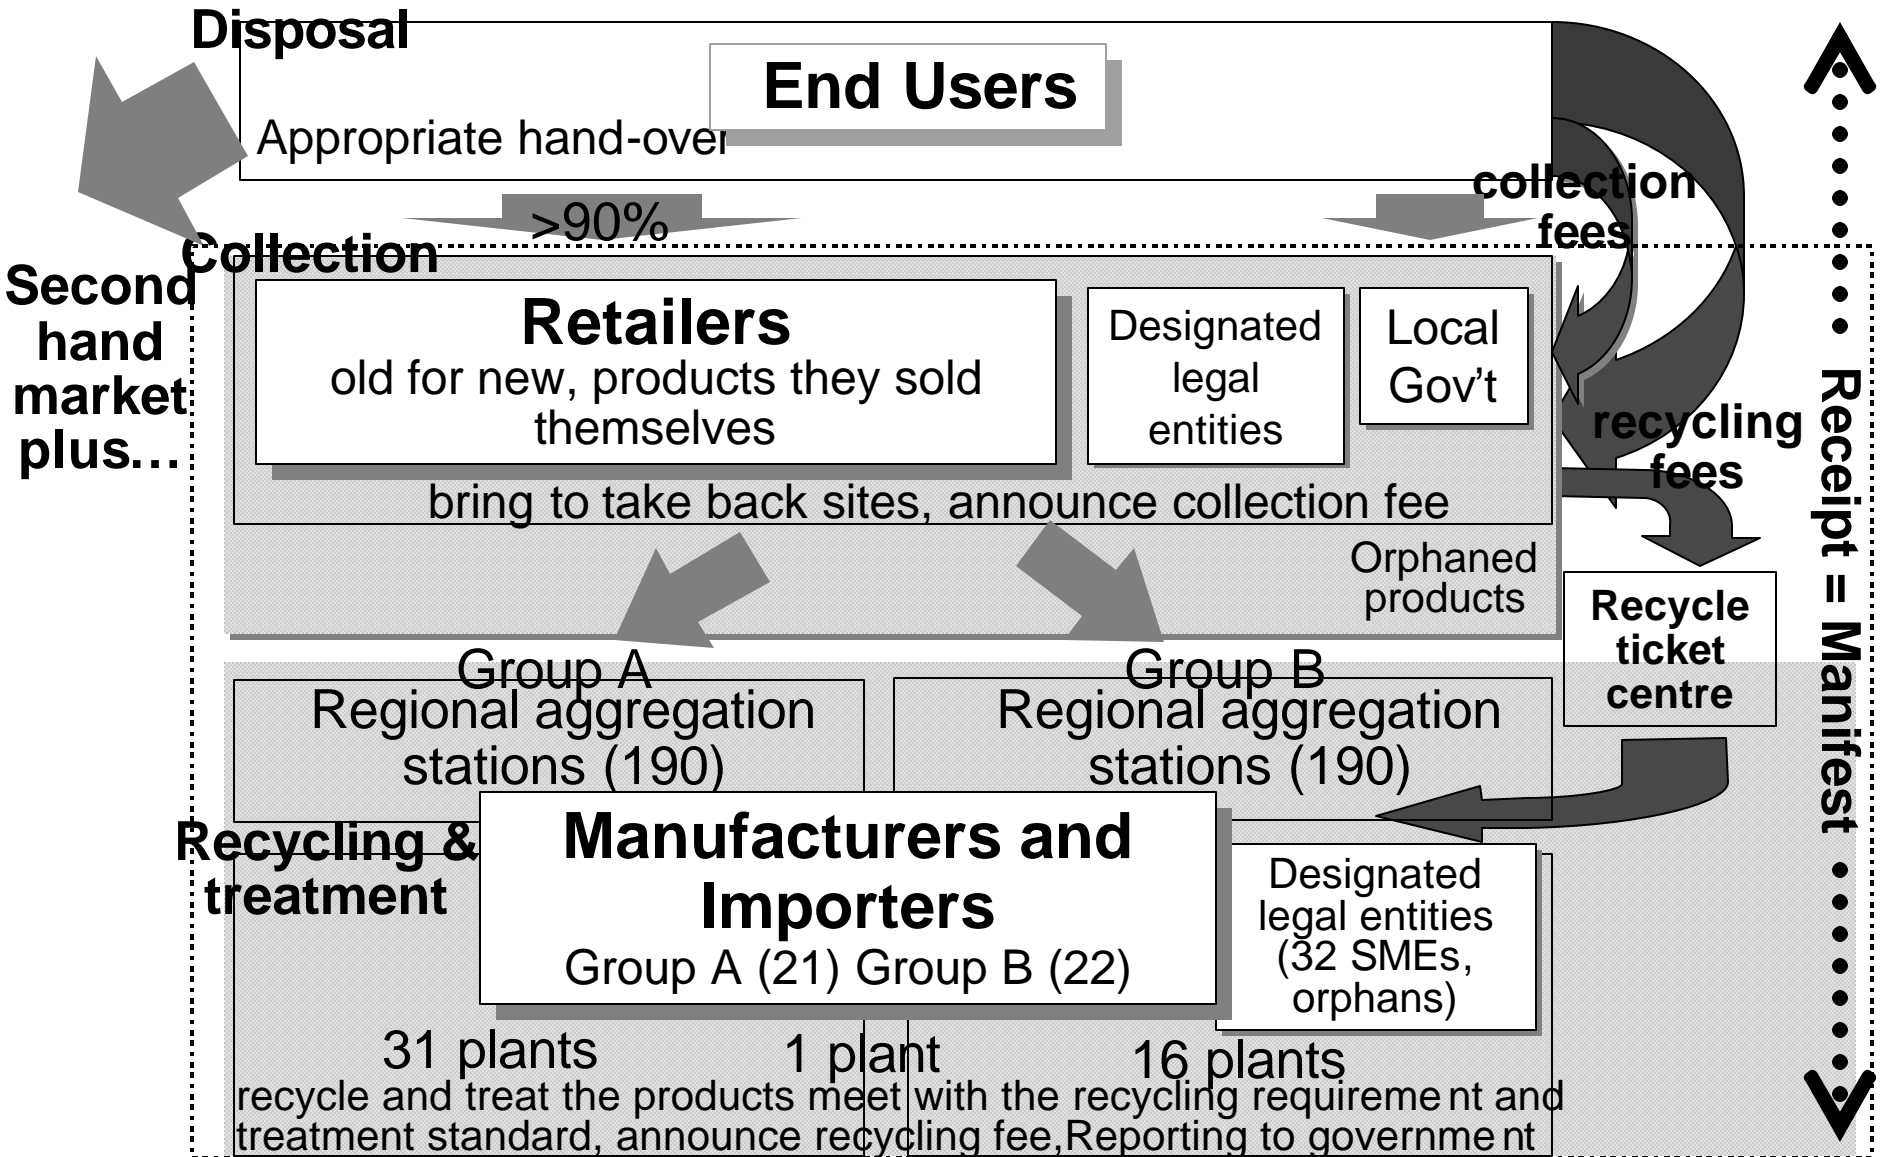 Disposal
End Users
Appropriate hand-over
collection
fees
>90%
Collection
Second
hand
market
plus…
Retailers
old for new, products they sold
themselves
Designated
legal
entities
Local
Gov’t
recycling
fees
bring to take back sites, announce collection fee
Orphaned
products
Recycle
ticket
centre
Receipt = Manifest
Group A
Regional aggregation
stations (190)
Group B
Regional aggregation
stations (190)
Recycling &
treatment
Manufacturers and
Importers
Group A (21) Group B (22)
Designated
legal entities
(32 SMEs,
orphans)
31 plants
1 plant
16 plants
recycle and treat the products meet with the recycling requirement and
treatment standard, announce recycling fee,Reporting to government